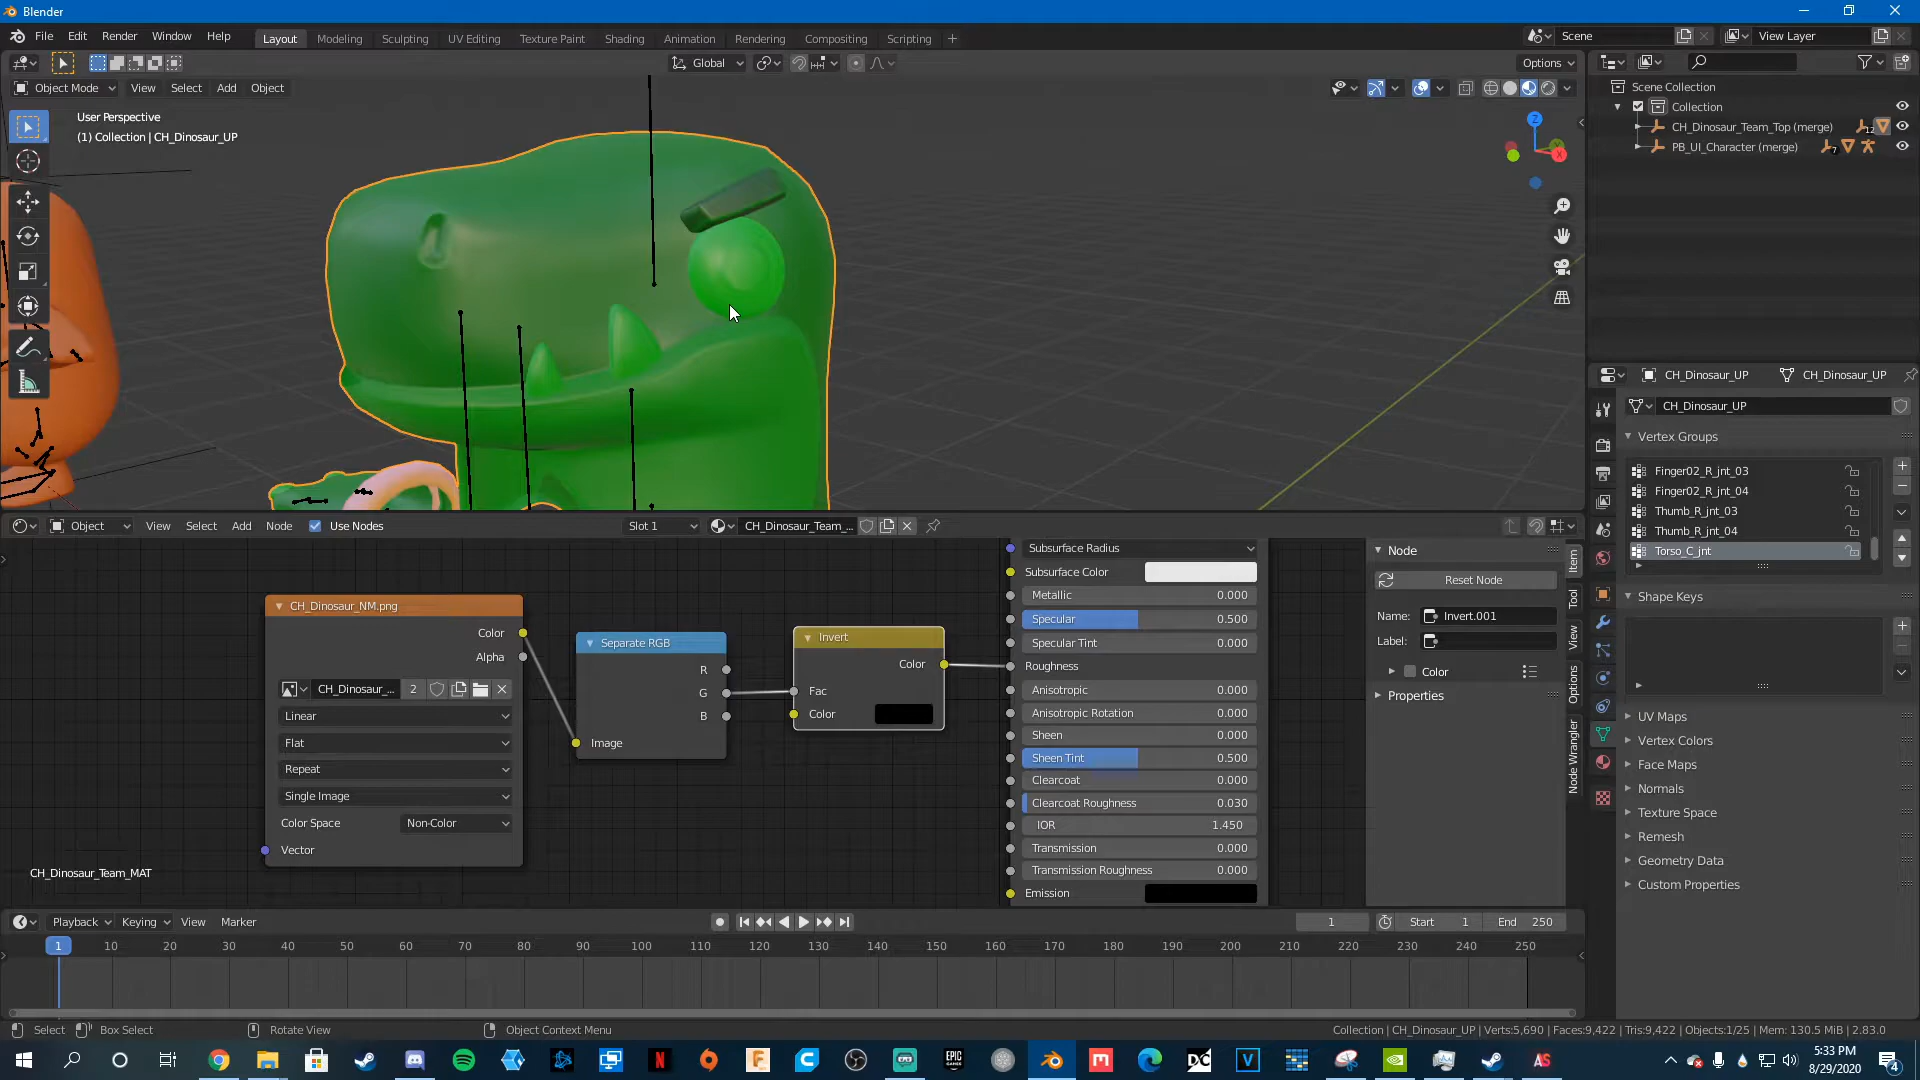 Blender
File Edit Render Window Help
Layout Modeling Sculpting UV Editing Texture Paint Shading Animation Rendering Compositing Scripting +
Scene
View Layer
Global
Options
Object Mode View Select Add Object
User Perspective
(1) Collection | CH_Dinosaur_UP
Z
X
Scene Collection
Collection
CH_Dinosaur_Team_Top (merge) 12
PB_UI_Character (merge) 7
CH_Dinosaur_UP CH_Dinosaur_UP
CH_Dinosaur_UP
Vertex Groups
Finger02_R_jnt_03
Finger02_R_jnt_04
Thumb_R_jnt_03
Thumb_R_jnt_04
Torso_C_jnt
Shape Keys
UV Maps
Vertex Colors
Face Maps
Normals
Texture Space
Remesh
Geometry Data
Custom Properties
Object View Select Add Node Use Nodes Slot 1 CH_Dinosaur_Team_...
CH_Dinosaur_NM.png
Color
Alpha
CH_Dinosaur_... 2
Linear
Flat
Repeat
Single Image
Color Space Non-Color
Vector
Separate RGB
R
G
B
Image
Invert
Color
Fac
Color
Subsurface Radius
Subsurface Color
Metallic 0.000
Specular 0.500
Specular Tint 0.000
Roughness
Anisotropic 0.000
Anisotropic Rotation 0.000
Sheen 0.000
Sheen Tint 0.500
Clearcoat 0.000
Clearcoat Roughness 0.030
IOR 1.450
Transmission 0.000
Transmission Roughness 0.000
Emission
Node
Reset Node
Name: Invert.001
Label:
Color
Properties
Item
Tool
View
Options
Node Wrangler
CH_Dinosaur_Team_MAT
Playback Keying View Marker
1 Start 1 End 250
1 10 20 30 40 50 60 70 80 90 100 110 120 130 140 150 160 170 180 190 200 210 220 230 240 250
Select Box Select Rotate View Object Context Menu
Collection | CH_Dinosaur_UP | Verts:5,690 | Faces:9,422 | Tris:9,422 | Objects:1/25 | Mem: 130.5 MiB | 2.83.0
EPIC GAMES
DC
AS
5:33 PM
8/29/2020
4